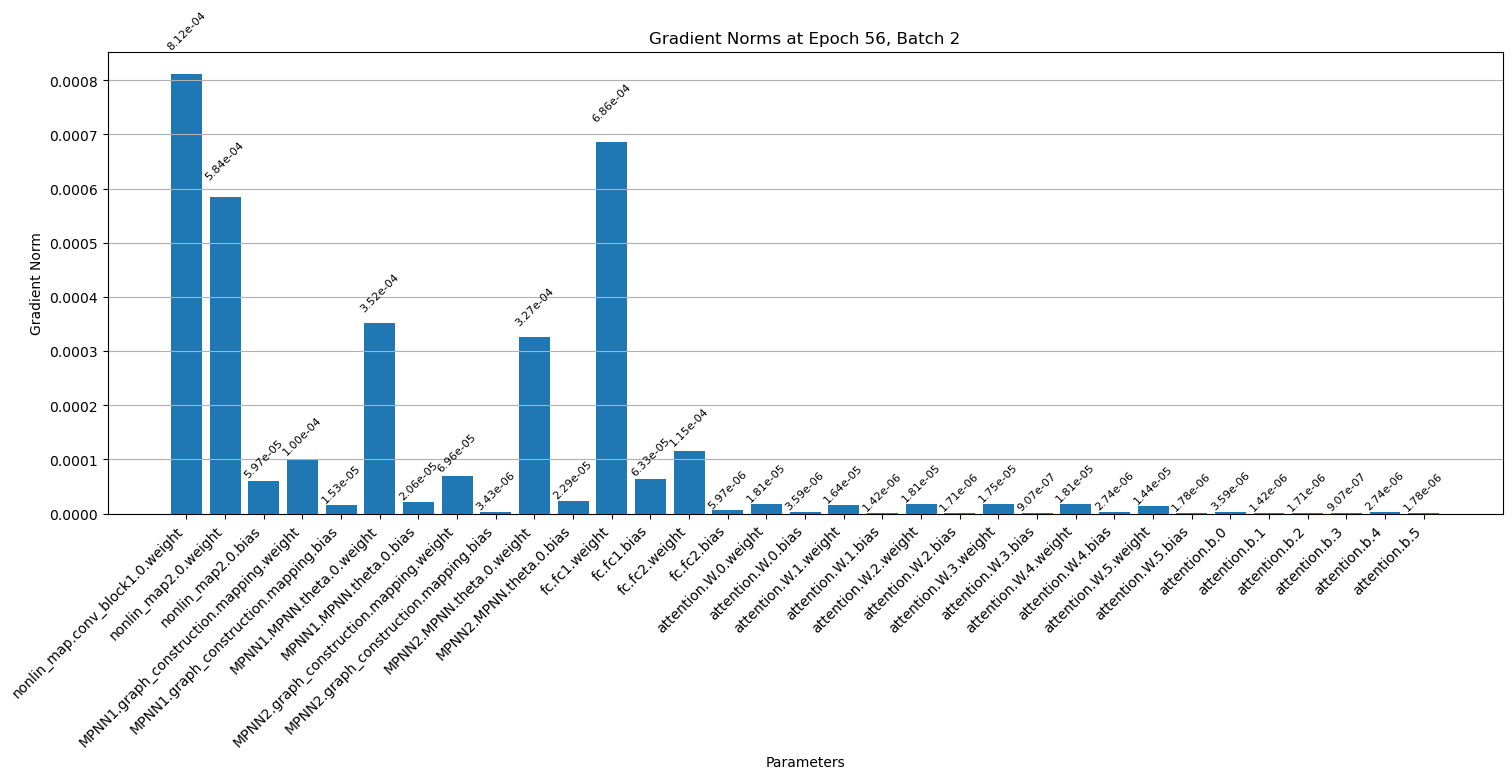 Gradient Norms at Epoch 56, Batch 2
Gradient Norm
0.0008
0.0007
0.0006
0.0005
0.0004
0.0003
0.0002
0.0001
0.0000
8.12e-04
5.84e-04
5.97e-05
1.00e-04
1.53e-05
3.52e-04
2.06e-05
6.96e-05
3.43e-06
3.27e-04
2.29e-05
6.86e-04
6.33e-05
1.15e-04
5.97e-06
1.81e-05
3.59e-06
1.64e-05
1.42e-06
1.81e-05
1.71e-06
1.75e-05
9.07e-07
1.81e-05
2.74e-06
1.44e-05
1.78e-06
3.59e-06
1.42e-06
1.71e-06
9.07e-07
2.74e-06
1.78e-06
nonlin_map.conv_block1.0.weight
nonlin_map2.0.weight
nonlin_map2.0.bias
MPNN1.graph_construction.mapping.weight
MPNN1.graph_construction.mapping.bias
MPNN1.MPNN.theta.0.weight
MPNN1.MPNN.theta.0.bias
MPNN2.graph_construction.mapping.weight
MPNN2.graph_construction.mapping.bias
MPNN2.MPNN.theta.0.weight
MPNN2.MPNN.theta.0.bias
fc.fc1.weight
fc.fc1.bias
fc.fc2.weight
fc.fc2.bias
attention.W.0.weight
attention.W.0.bias
attention.W.1.weight
attention.W.1.bias
attention.W.2.weight
attention.W.2.bias
attention.W.3.weight
attention.W.3.bias
attention.W.4.weight
attention.W.4.bias
attention.W.5.weight
attention.W.5.bias
attention.b.0
attention.b.1
attention.b.2
attention.b.3
attention.b.4
attention.b.5
Parameters